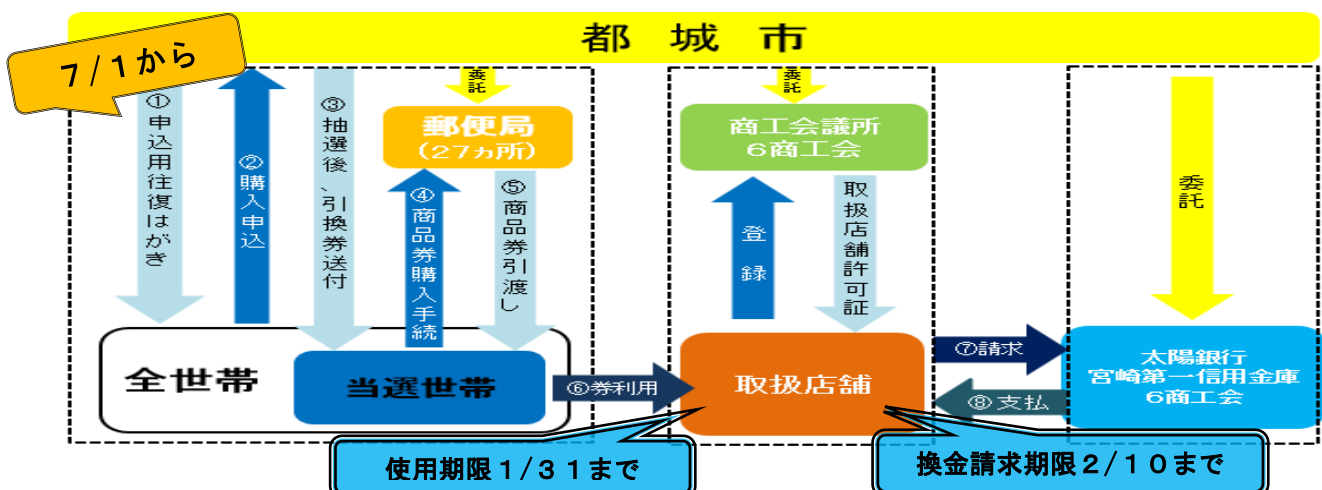 都 城 市
7/1から
①申込用往復はがき
②購入申込
③抽選後、引換券送付
委託
郵便局
(27ヵ所)
④商品券購入手続
⑤商品券引渡し
全世帯
当選世帯
⑥券利用
委託
商工会議所
6商工会
登録
取扱店舗許可証
取扱店舗
⑦請求
⑧支払
委託
太陽銀行
宮崎第一信用金庫
6商工会
使用期限1/31まで
換金請求期限2/10まで